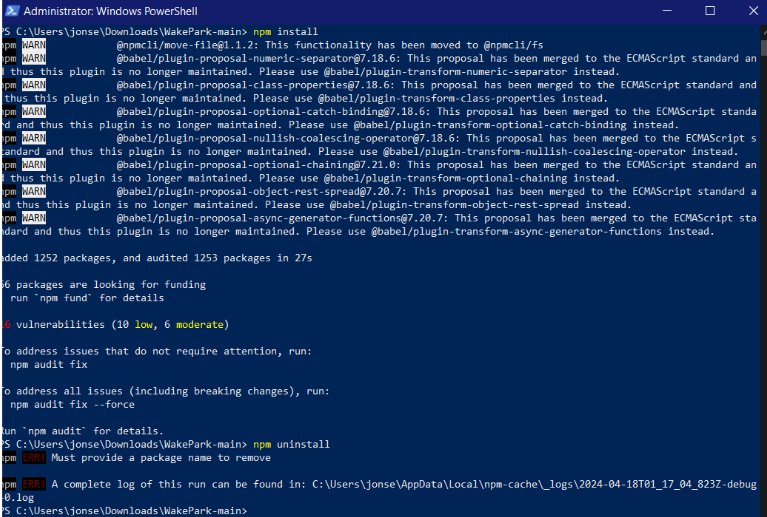 Administrator: Windows PowerShell
PS C:\Users\jonse\Downloads\WakePark-main> npm install
npm WARN @npmcli/move-file@1.1.2: This functionality has been moved to @npmcli/fs
npm WARN @babel/plugin-proposal-numeric-separator@7.18.6: This proposal has been merged to the ECMAScript standard an
d thus this plugin is no longer maintained. Please use @babel/plugin-transform-numeric-separator instead.
npm WARN @babel/plugin-proposal-class-properties@7.18.6: This proposal has been merged to the ECMAScript standard and
thus this plugin is no longer maintained. Please use @babel/plugin-transform-class-properties instead.
npm WARN @babel/plugin-proposal-optional-catch-binding@7.18.6: This proposal has been merged to the ECMAScript standa
rd and thus this plugin is no longer maintained. Please use @babel/plugin-transform-optional-catch-binding instead.
npm WARN @babel/plugin-proposal-nullish-coalescing-operator@7.18.6: This proposal has been merged to the ECMAScript s
tandard and thus this plugin is no longer maintained. Please use @babel/plugin-transform-nullish-coalescing-operator instead.
npm WARN @babel/plugin-proposal-optional-chaining@7.21.0: This proposal has been merged to the ECMAScript standard an
d thus this plugin is no longer maintained. Please use @babel/plugin-transform-optional-chaining instead.
npm WARN @babel/plugin-proposal-object-rest-spread@7.20.7: This proposal has been merged to the ECMAScript standard a
nd thus this plugin is no longer maintained. Please use @babel/plugin-transform-object-rest-spread instead.
npm WARN @babel/plugin-proposal-async-generator-functions@7.20.7: This proposal has been merged to the ECMAScript sta
ndard and thus this plugin is no longer maintained. Please use @babel/plugin-transform-async-generator-functions instead.
added 1252 packages, and audited 1253 packages in 27s
66 packages are looking for funding
run `npm fund` for details
16 vulnerabilities (10 low, 6 moderate)
To address issues that do not require attention, run:
npm audit fix
To address all issues (including breaking changes), run:
npm audit fix --force
Run `npm audit` for details.
PS C:\Users\jonse\Downloads\WakePark-main> npm uninstall
npm ERR! Must provide a package name to remove
npm ERR! A complete log of this run can be found in: C:\Users\jonse\AppData\Local\npm-cache\_logs\2024-04-18T01_17_04_823Z-debug
-0.log
PS C:\Users\jonse\Downloads\WakePark-main>